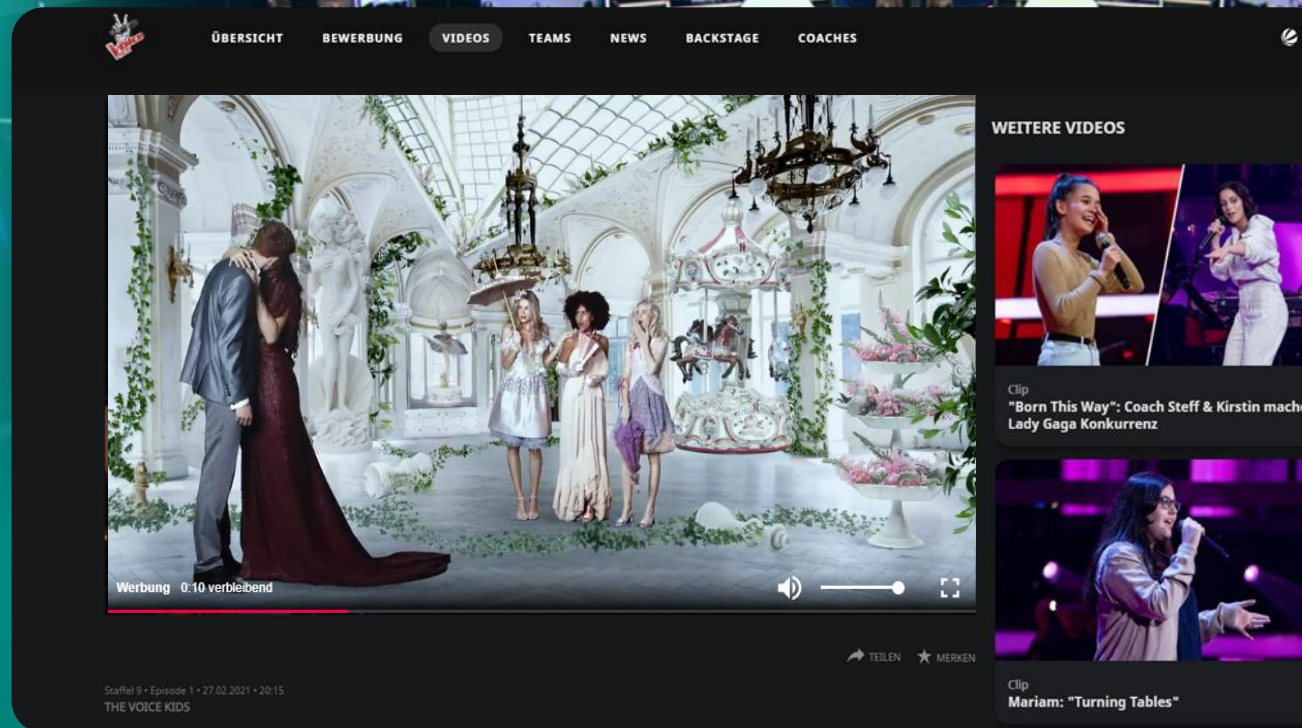 ÜBERSICHT
BEWERBUNG
VIDEOS
TEAMS
NEWS
BACKSTAGE
COACHES
WEITERE VIDEOS
Clip
"Born This Way": Coach Steff & Kirstin mache
Lady Gaga Konkurrenz
Werbung 0:10 verbleibend
TEILEN
MERKEN
Clip
Mariam: "Turning Tables"
Staffel 9 • Episode 1 • 27.02.2021 • 20:15
THE VOICE KIDS